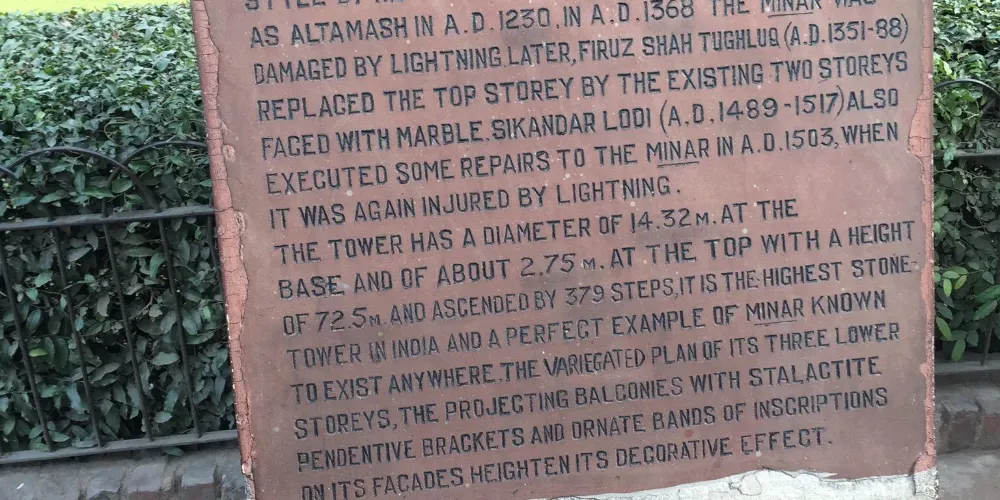 STYLE BY
AS ALTAMASH IN A.D.1230. IN A.D.1368 THE MINAR WAS
DAMAGED BY LIGHTNING. LATER, FIRUZ SHAH TUGHLUQ (A.D.1351-88)
REPLACED THE TOP STOREY BY THE EXISTING TWO STOREYS
FACED WITH MARBLE. SIKANDAR LODI (A.D.1489-1517) ALSO
EXECUTED SOME REPAIRS TO THE MINAR IN A.D.1503, WHEN
IT WAS AGAIN INJURED BY LIGHTNING.
THE TOWER HAS A DIAMETER OF 14.32 M. AT THE
BASE AND OF ABOUT 2.75 M. AT THE TOP WITH A HEIGHT
OF 72.5 M. AND ASCENDED BY 379 STEPS, IT IS THE HIGHEST STONE-
TOWER IN INDIA AND A PERFECT EXAMPLE OF MINAR KNOWN
TO EXIST ANYWHERE. THE VARIEGATED PLAN OF ITS THREE LOWER
STOREYS, THE PROJECTING BALCONIES WITH STALACTITE
PENDENTIVE BRACKETS AND ORNATE BANDS OF INSCRIPTIONS
ON ITS FACADES HEIGHTEN ITS DECORATIVE EFFECT.